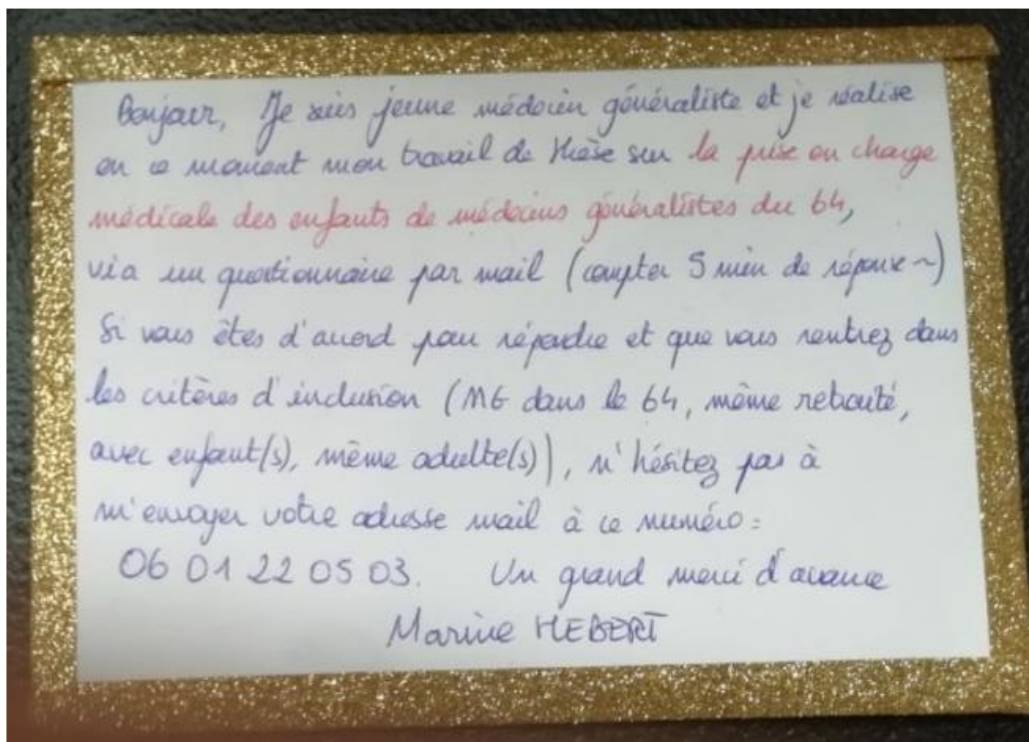 Bonjour, Je suis jeune médecin généraliste et je réalise
en ce moment mon travail de thèse sur la prise en charge
médicale des enfants de médecins généralistes du 64,
via un questionnaire par mail (compter 5 min de réponse ~)
Si vous êtes d'accord pour répondre et que vous rentrez dans
les critères d'inclusion (MG dans le 64, même retraité,
avec enfant(s), même adulte(s)), n'hésitez pas à
m'envoyer votre adresse mail à ce numéro :
06 01 22 05 03. Un grand merci d'avance
Marine HEBERT